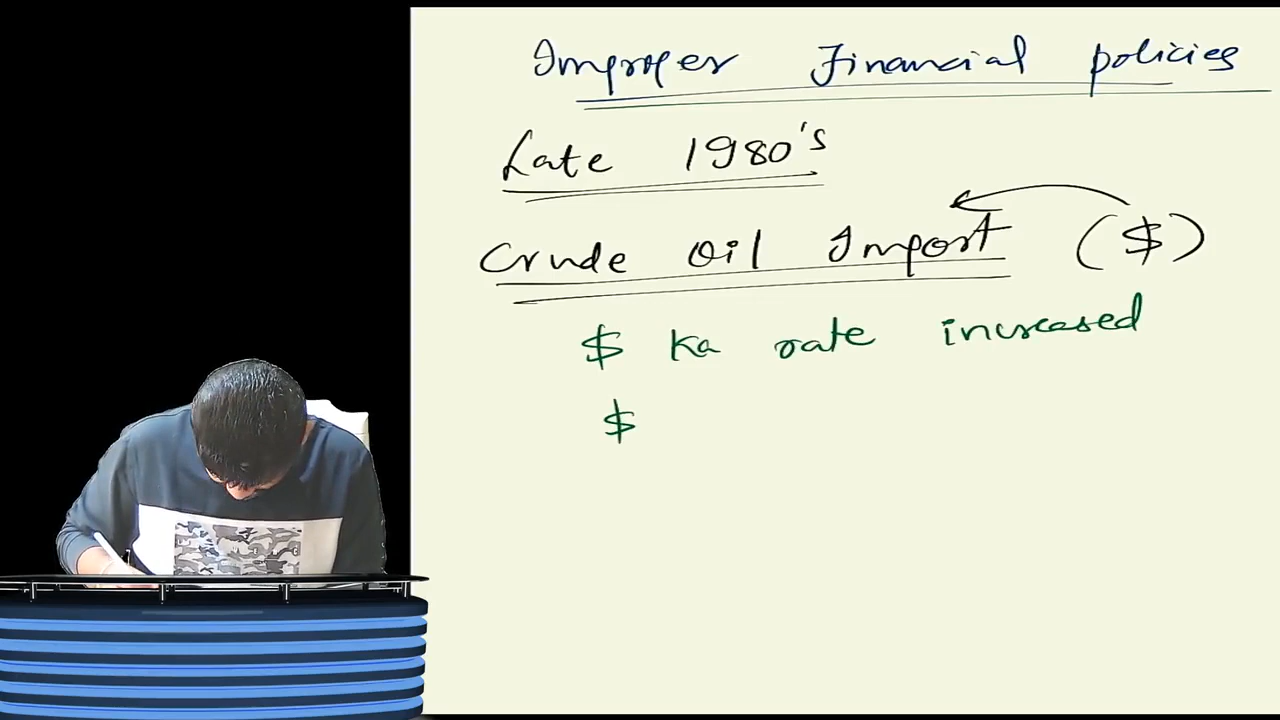 Improper Financial policies
Late 1980's
Crude Oil Import ($)
$ ka rate increased
$